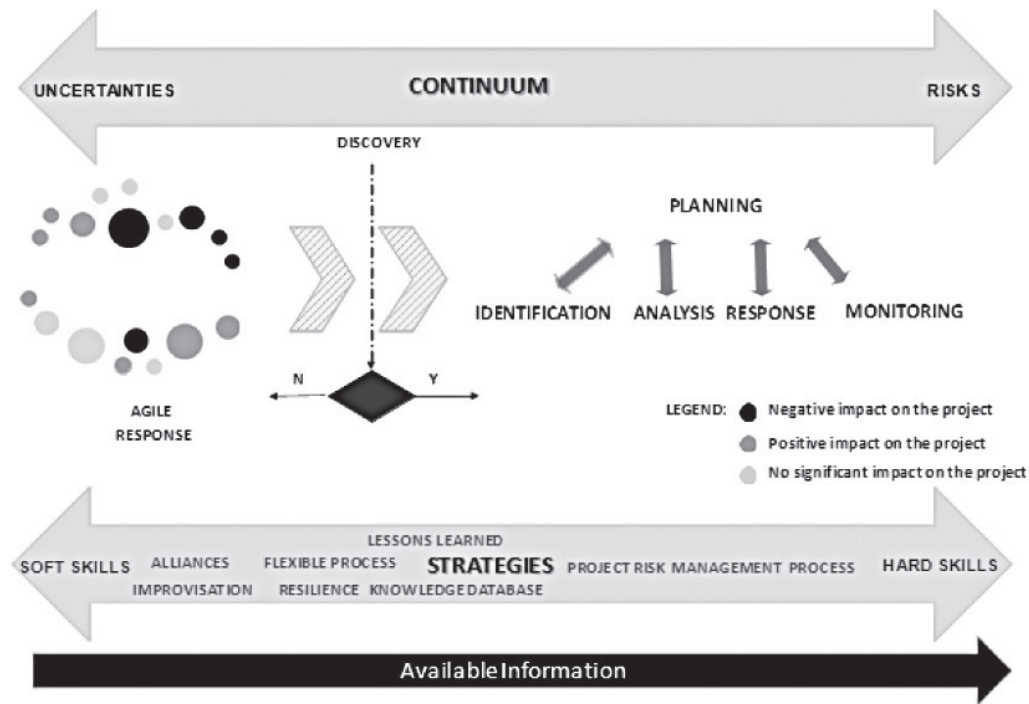 UNCERTAINTIES CONTINUUM RISKS
DISCOVERY
PLANNING
IDENTIFICATION ANALYSIS RESPONSE MONITORING
N Y
AGILE
RESPONSE
LEGEND: Negative impact on the project
Positive impact on the project
No significant impact on the project
LESSONS LEARNED
SOFT SKILLS ALLIANCES FLEXIBLE PROCESS STRATEGIES PROJECT RISK MANAGEMENT PROCESS HARD SKILLS
IMPROVISATION RESILIENCE KNOWLEDGE DATABASE
Available Information